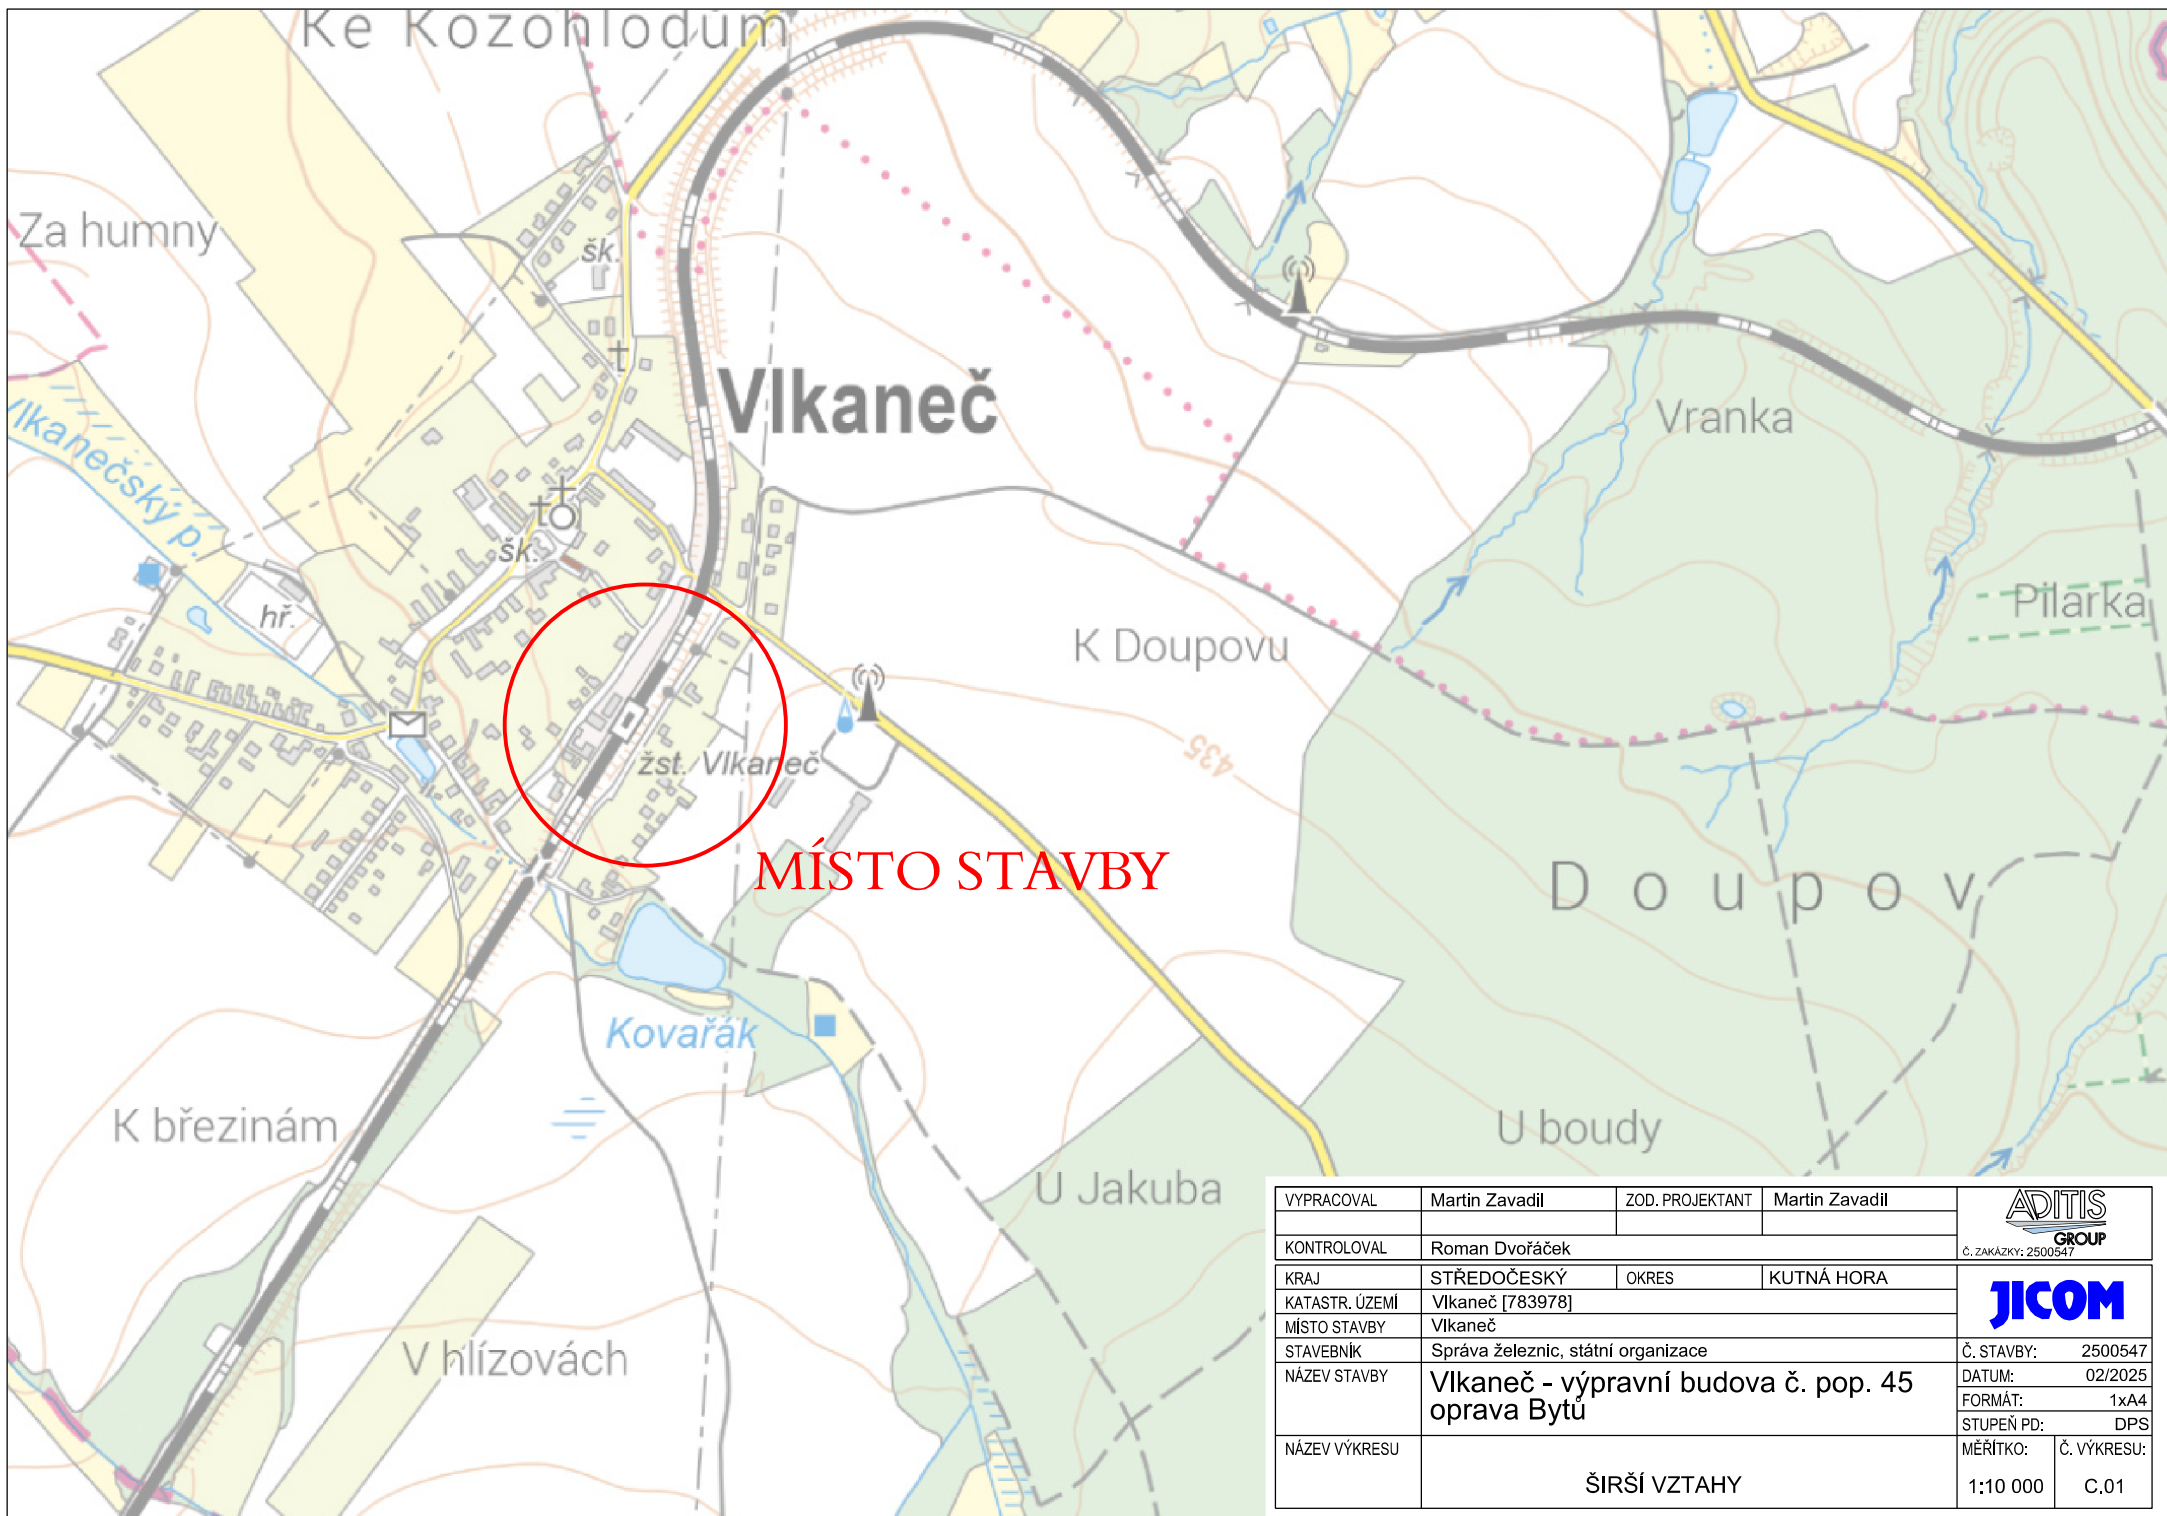 Ke Kozohlodům
Za humny
šk.
Vlkaneč
Vranka
Vlkanečský p.
šk.
hř.
Pilařka
K Doupovu
žst. Vlkaneč
435
MÍSTO STAVBY
Doupov
Kovařák
K březinám
U boudy
U Jakuba
V hlízovách
VYPRACOVAL Martin Zavadil ZOD. PROJEKTANT Martin Zavadil
ADITIS
GROUP
KONTROLOVAL Roman Dvořáček
Č. ZAKÁZKY: 2500547
KRAJ STŘEDOČESKÝ OKRES KUTNÁ HORA
JICOM
KATASTR. ÚZEMÍ Vlkaneč [783978]
MÍSTO STAVBY Vlkaneč
STAVEBNÍK Správa železnic, státní organizace
Č. STAVBY: 2500547
NÁZEV STAVBY Vlkaneč - výpravní budova č. pop. 45
oprava Bytů
DATUM: 02/2025
FORMÁT: 1xA4
STUPEŇ PD: DPS
NÁZEV VÝKRESU
ŠIRŠÍ VZTAHY
MĚŘÍTKO: Č. VÝKRESU:
1:10 000 C.01